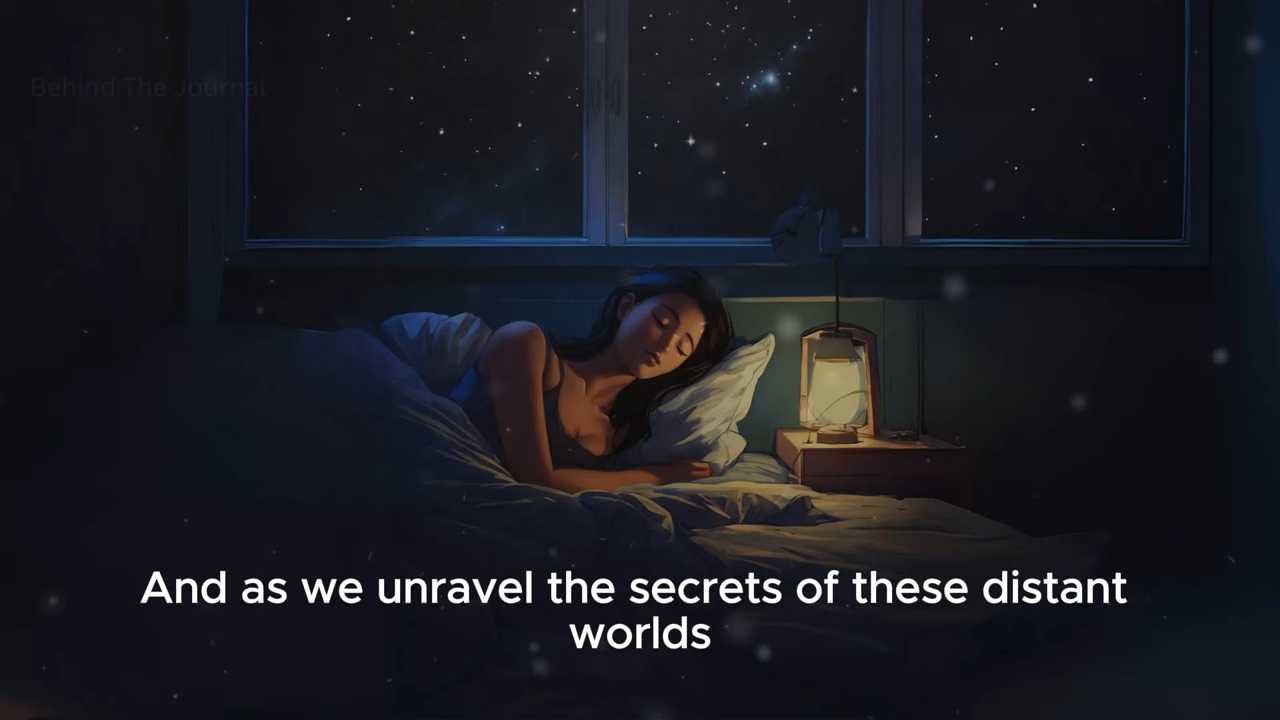 Behind The Journal
And as we unravel the secrets of these distant
worlds